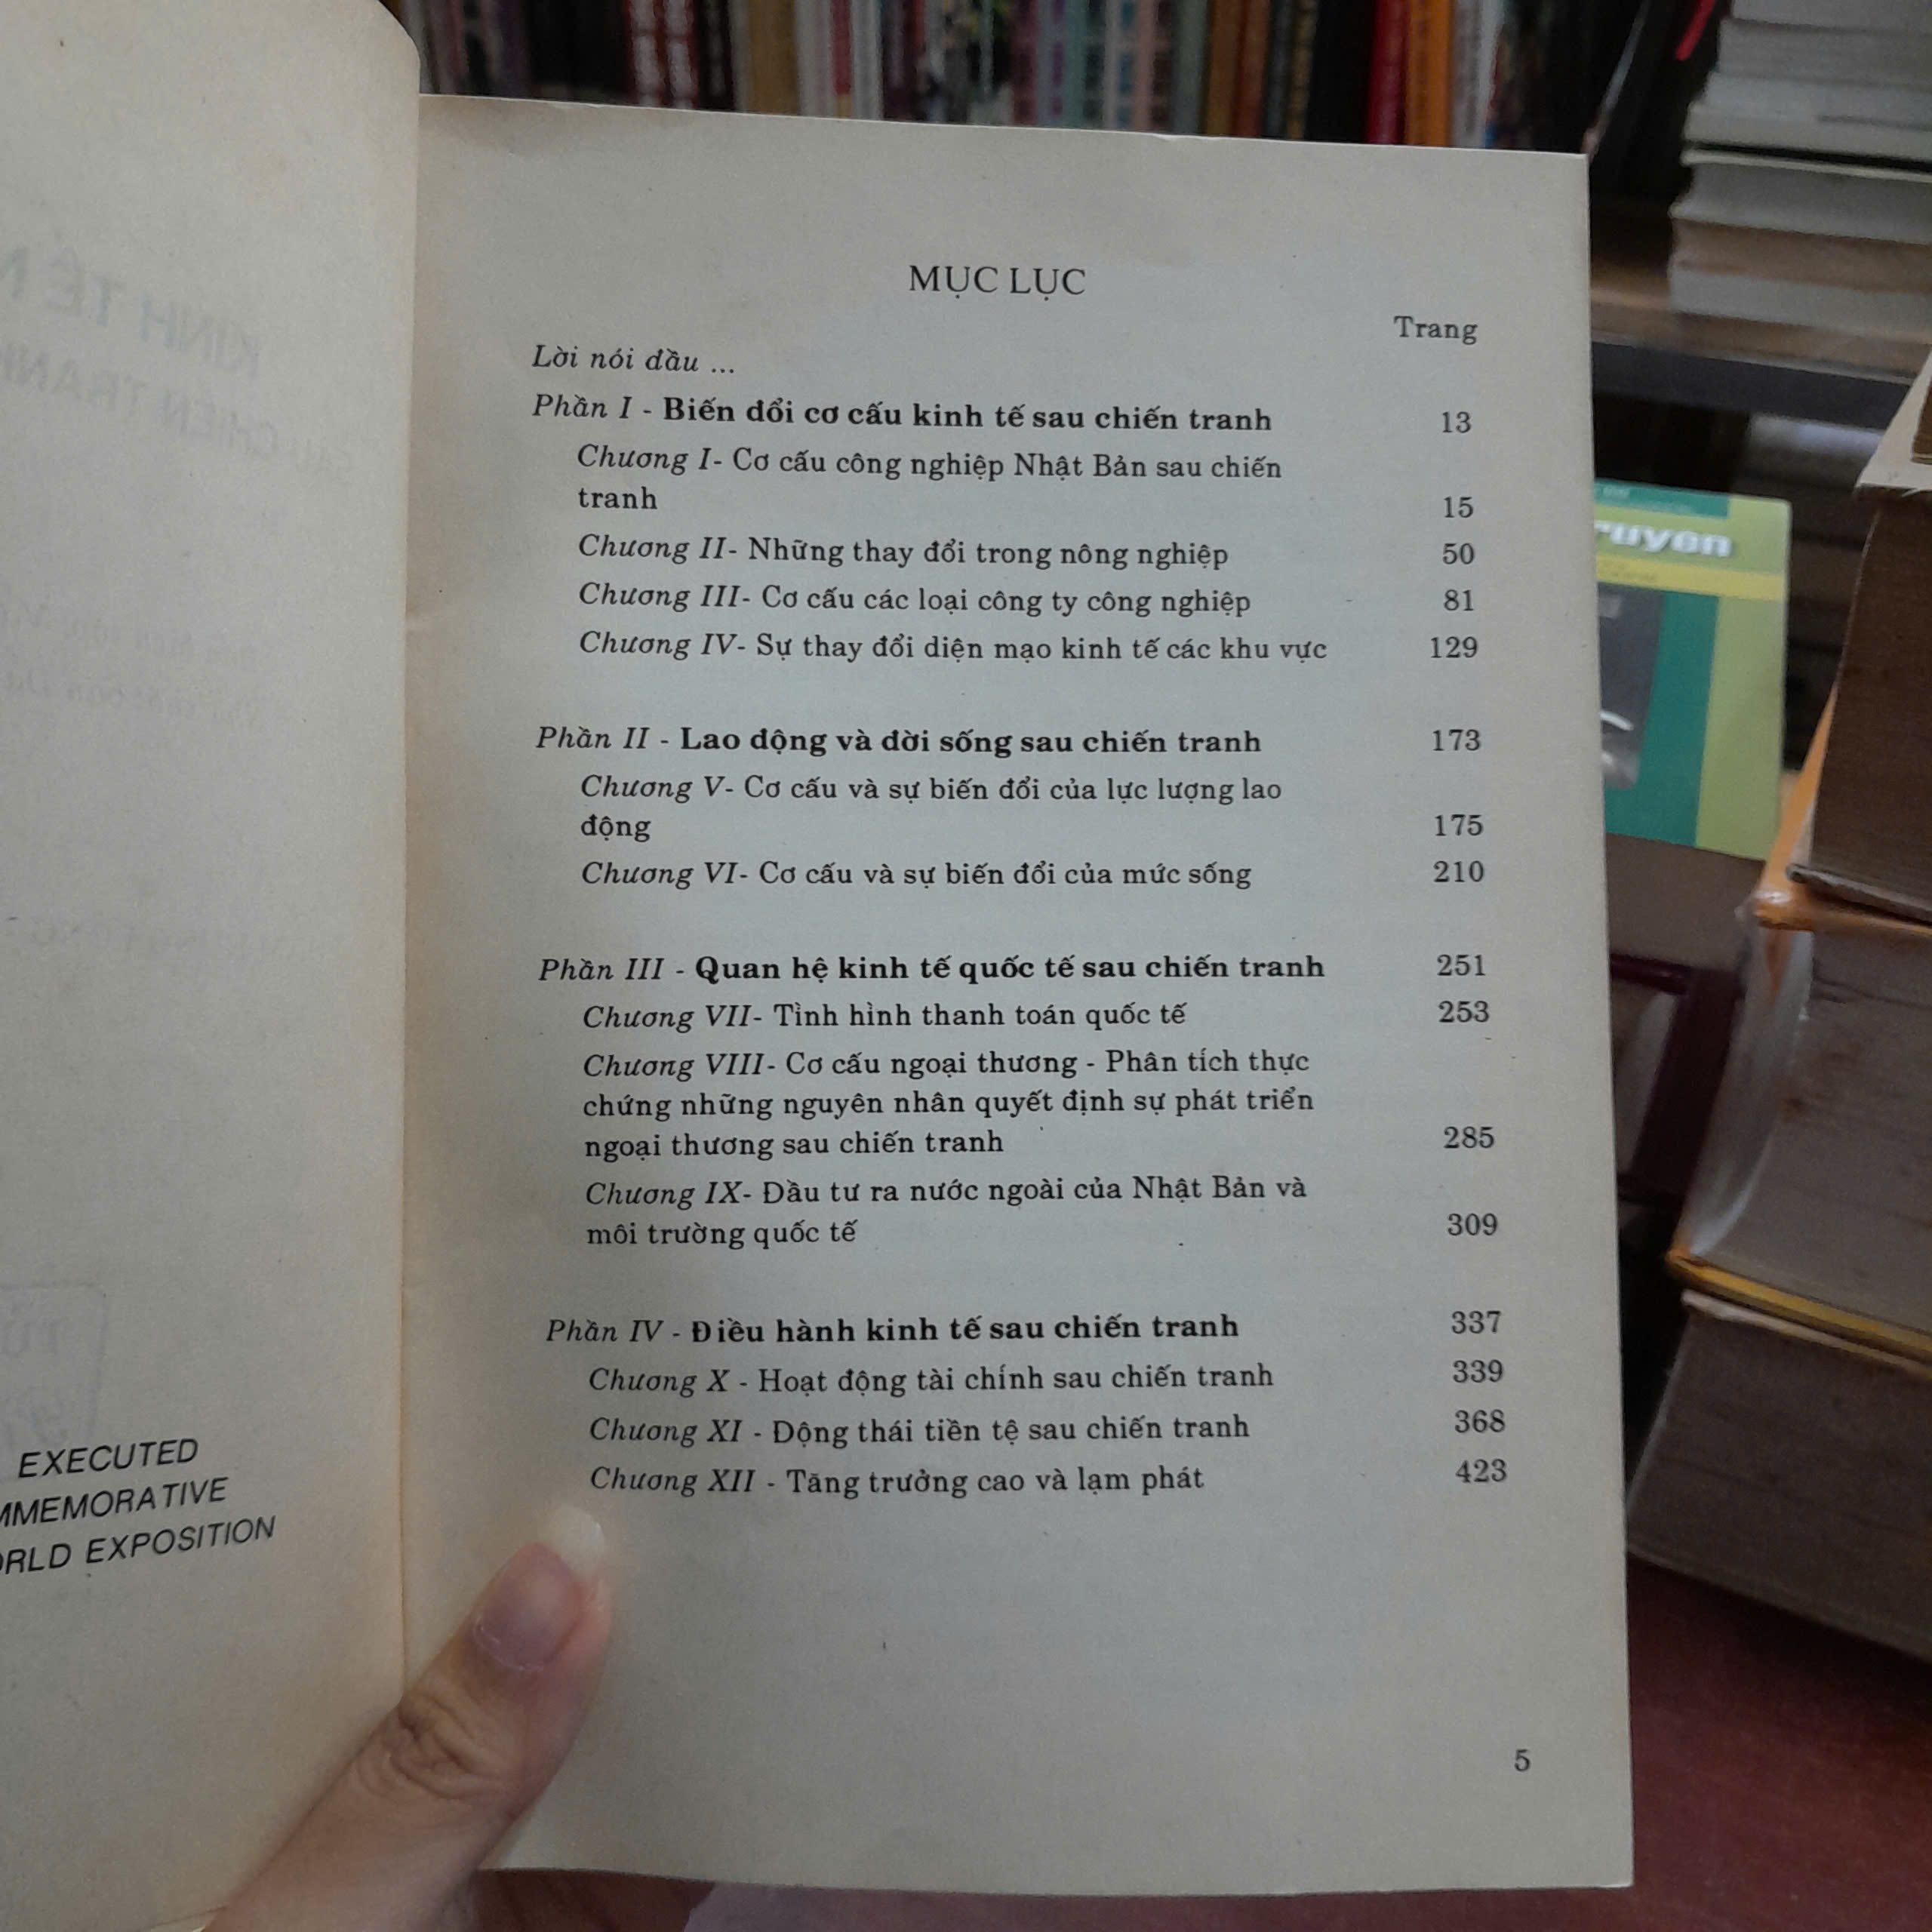 MỤC LỤC
Trang
Lời nói đầu ...
Phần I - Biến đổi cơ cấu kinh tế sau chiến tranh 13
Chương I- Cơ cấu công nghiệp Nhật Bản sau chiến
tranh 15
Chương II- Những thay đổi trong nông nghiệp 50
Chương III- Cơ cấu các loại công ty công nghiệp 81
Chương IV- Sự thay đổi diện mạo kinh tế các khu vực 129
Phần II - Lao động và đời sống sau chiến tranh 173
Chương V- Cơ cấu và sự biến đổi của lực lượng lao
động 175
Chương VI- Cơ cấu và sự biến đổi của mức sống 210
Phần III - Quan hệ kinh tế quốc tế sau chiến tranh 251
Chương VII- Tình hình thanh toán quốc tế 253
Chương VIII- Cơ cấu ngoại thương - Phân tích thực
chứng những nguyên nhân quyết định sự phát triển
ngoại thương sau chiến tranh 285
Chương IX- Đầu tư ra nước ngoài của Nhật Bản và
môi trường quốc tế 309
Phần IV - Điều hành kinh tế sau chiến tranh 337
Chương X - Hoạt động tài chính sau chiến tranh 339
Chương XI - Động thái tiền tệ sau chiến tranh 368
Chương XII - Tăng trưởng cao và lạm phát 423
5
EXECUTED
MMEMORATIVE
ORLD EXPOSITION
ruyen